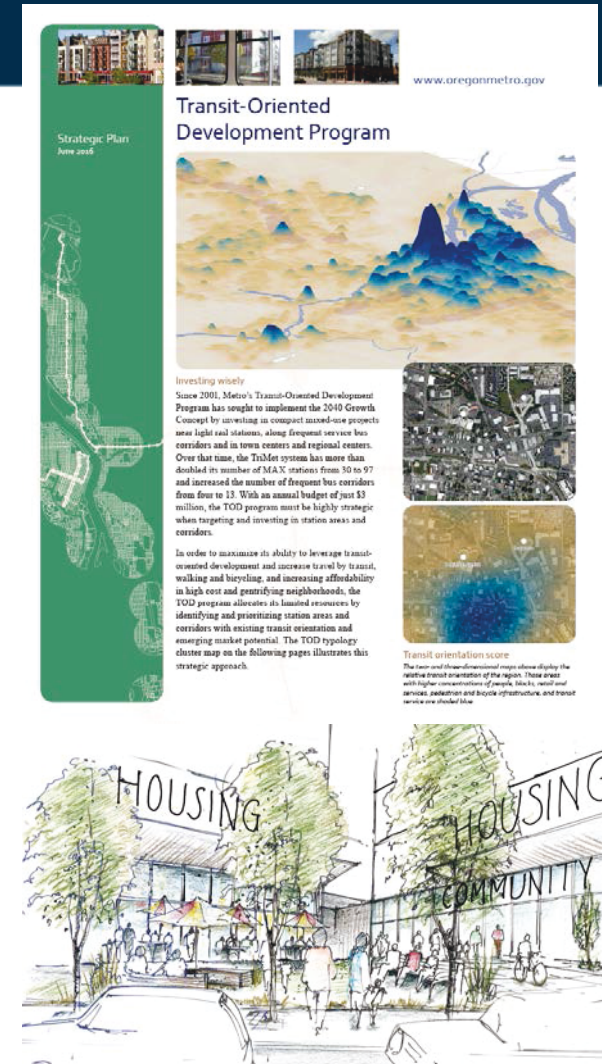 www.oregonmetro.gov
Transit-Oriented
Development Program
Strategic Plan
June 2016
Investing wisely
Since 2001, Metro's Transit-Oriented Development
Program has sought to implement the 2040 Growth
Concept by investing in compact mixed-use projects
near light rail stations, along frequent service bus
corridors and in town centers and regional centers.
Over that time, the TriMet system has more than
doubled its number of MAX stations from 30 to 97
and increased the number of frequent bus corridors
from four to 13. With an annual budget of just $3
million, the TOD program must be highly strategic
when targeting and investing in station areas and
corridors.
In order to maximize its ability to leverage transit-
oriented development and increase travel by transit,
walking and bicycling, and increasing affordability
in high cost and gentrifying neighborhoods, the
TOD program allocates its limited resources by
identifying and prioritizing station areas and
corridors with existing transit orientation and
emerging market potential. The TOD typology
cluster map on the following pages illustrates this
strategic approach.
Transit orientation score
The two- and three-dimensional maps above display the
relative transit orientation of the region. Those areas
with higher concentrations of people, blocks, retail and
services, pedestrian and bicycle infrastructure, and transit
service are shaded blue
HOUSING
HOUSING
COMMUNITY